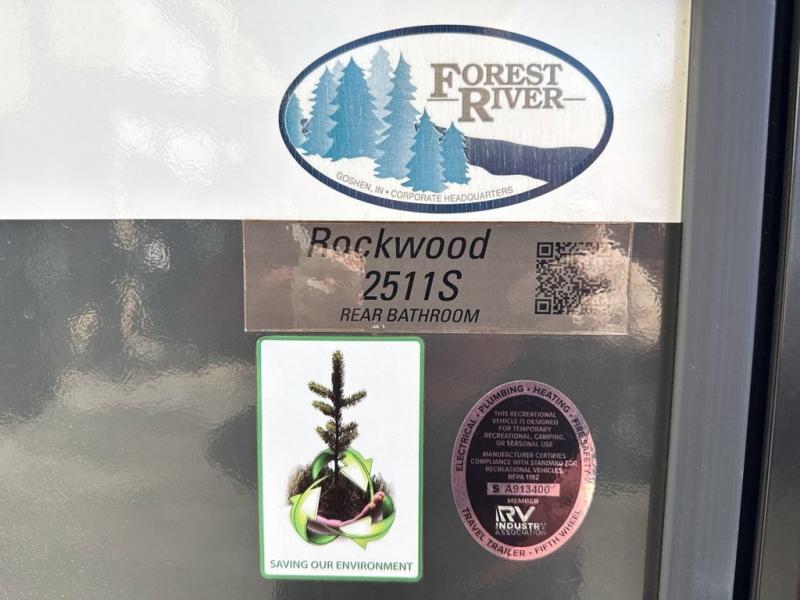 FOREST
RIVER
GOSHEN, IN • CORPORATE HEADQUARTERS
Rockwood
2511S
REAR BATHROOM
SAVING OUR ENVIRONMENT
ELECTRICAL • PLUMBING • HEATING • FIRE SAFETY
THIS RECREATIONAL
VEHICLE IS DESIGNED
FOR TEMPORARY
RECREATIONAL, CAMPING,
OR SEASONAL USE
MANUFACTURER CERTIFIES
COMPLIANCE WITH STANDARD FOR
RECREATIONAL VEHICLES
NFPA 1192
S A913400
MEMBER
RV
INDUSTRY
ASSOCIATION
TRAVEL TRAILER • FIFTH WHEEL